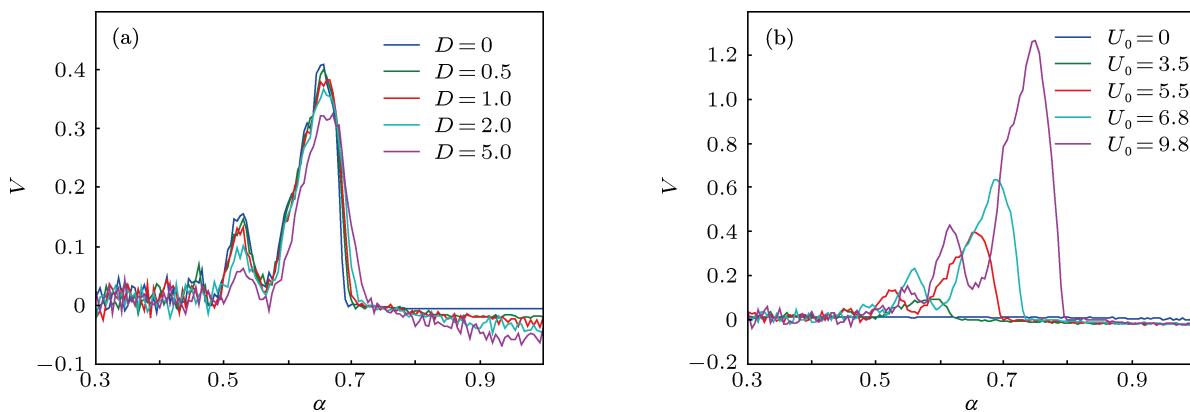 (a)
D = 0
D = 0.5
D = 1.0
D = 2.0
D = 5.0
0.4
0.3
0.2
0.1
0
−0.1
V
0.3
0.5
0.7
0.9
α
(b)
U₀ = 0
U₀ = 3.5
U₀ = 5.5
U₀ = 6.8
U₀ = 9.8
1.2
1.0
0.8
0.6
0.4
0.2
0
−0.2
V
0.3
0.5
0.7
0.9
α